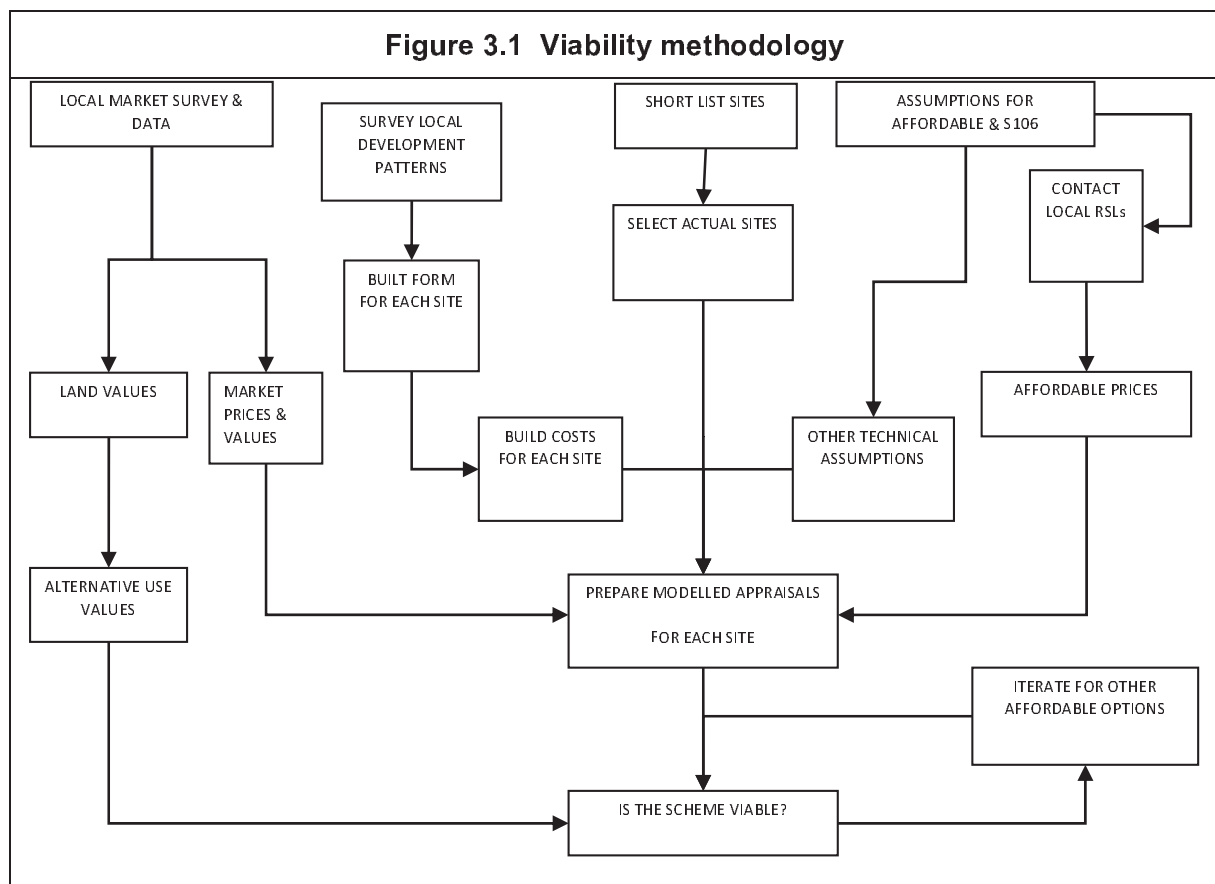 Figure 3.1 Viability methodology
LOCAL MARKET SURVEY &
DATA
SURVEY LOCAL
DEVELOPMENT
PATTERNS
SHORT LIST SITES
ASSUMPTIONS FOR
AFFORDABLE & S106
CONTACT
LOCAL RSLs
SELECT ACTUAL SITES
BUILT FORM
FOR EACH SITE
LAND VALUES
MARKET
PRICES &
VALUES
AFFORDABLE PRICES
BUILD COSTS
FOR EACH SITE
OTHER TECHNICAL
ASSUMPTIONS
ALTERNATIVE USE
VALUES
PREPARE MODELLED APPRAISALS
FOR EACH SITE
ITERATE FOR OTHER
AFFORDABLE OPTIONS
IS THE SCHEME VIABLE?